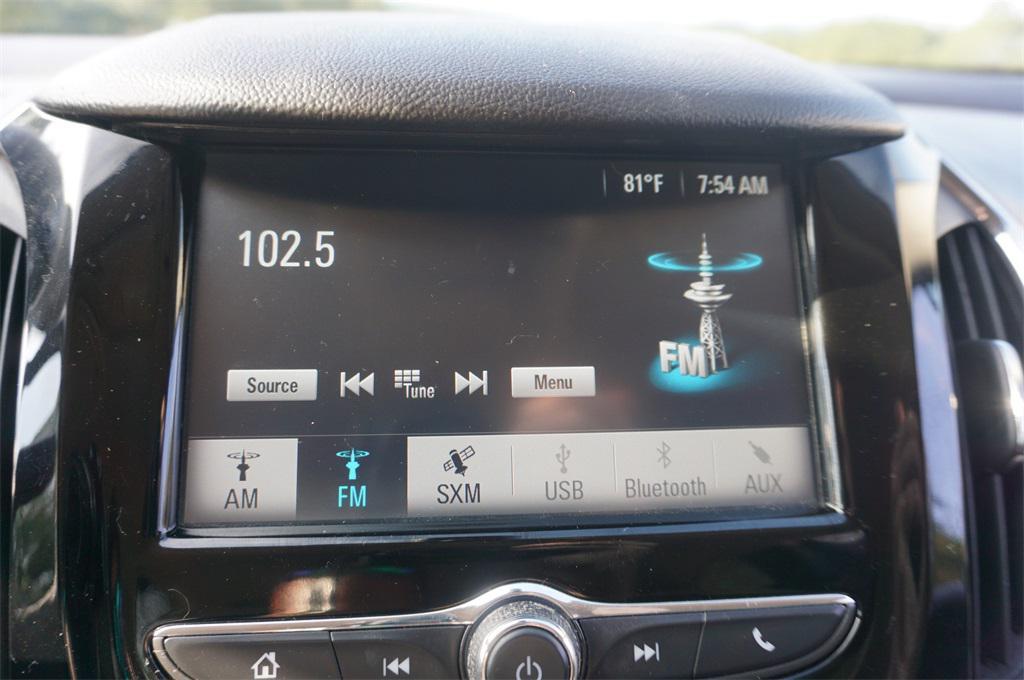 81°F 7:54 AM
102.5
FM
Source Tune Menu
AM FM SXM USB Bluetooth AUX